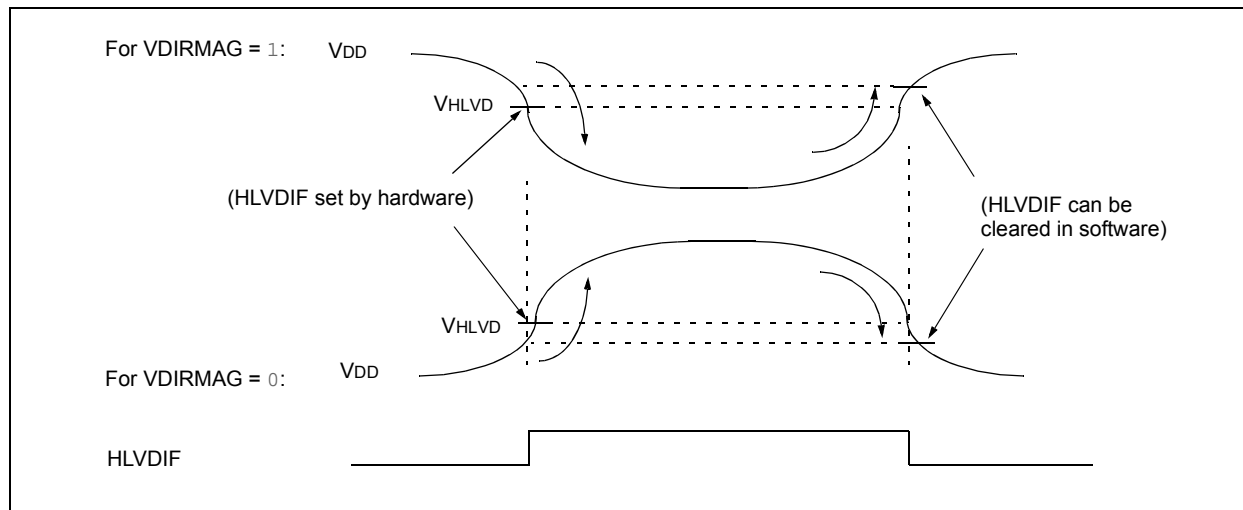 For VDIRMAG = 1:
VDD
VHLVD
(HLVDIF set by hardware)
(HLVDIF can be
cleared in software)
VHLVD
For VDIRMAG = 0:
VDD
HLVDIF